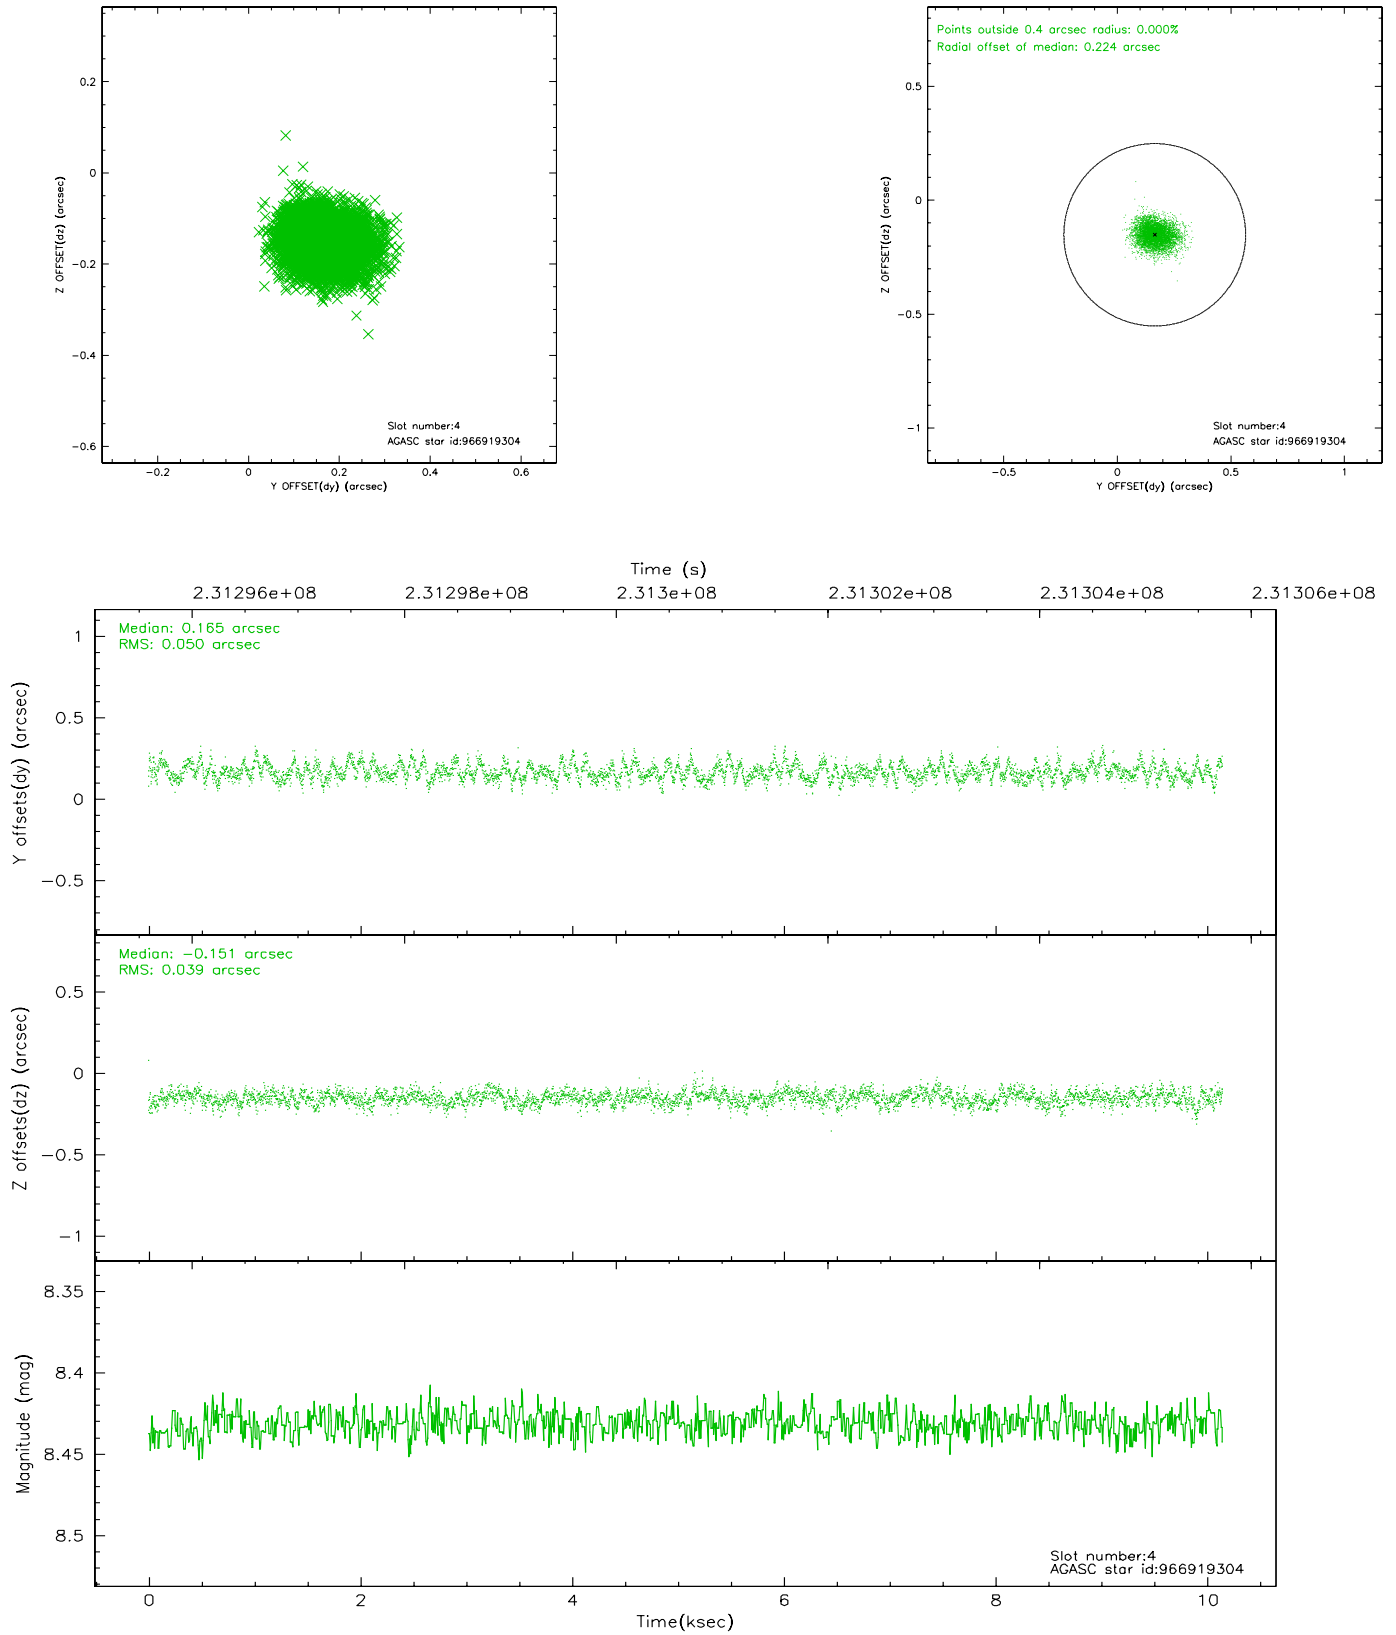 0.2
0
−0.2
−0.4
−0.6
Z OFFSET(dz) (arcsec)
Slot number:4
AGASC star id:966919304
−0.2
0
0.2
0.4
0.6
Y OFFSET(dy) (arcsec)
Points outside 0.4 arcsec radius: 0.000%
Radial offset of median: 0.224 arcsec
0.5
0
−0.5
−1
Z OFFSET(dz) (arcsec)
Slot number:4
AGASC star id:966919304
−0.5
0
0.5
1
Y OFFSET(dy) (arcsec)
Time (s)
2.31296e+08
2.31298e+08
2.313e+08
2.31302e+08
2.31304e+08
2.31306e+08
Median: 0.165 arcsec
RMS: 0.050 arcsec
1
0.5
0
−0.5
Y offsets(dy) (arcsec)
Median: −0.151 arcsec
RMS: 0.039 arcsec
0.5
0
−0.5
−1
Z offsets(dz) (arcsec)
8.35
8.4
8.45
8.5
Magnitude (mag)
Slot number:4
AGASC star id:966919304
0
2
4
6
8
10
Time(ksec)